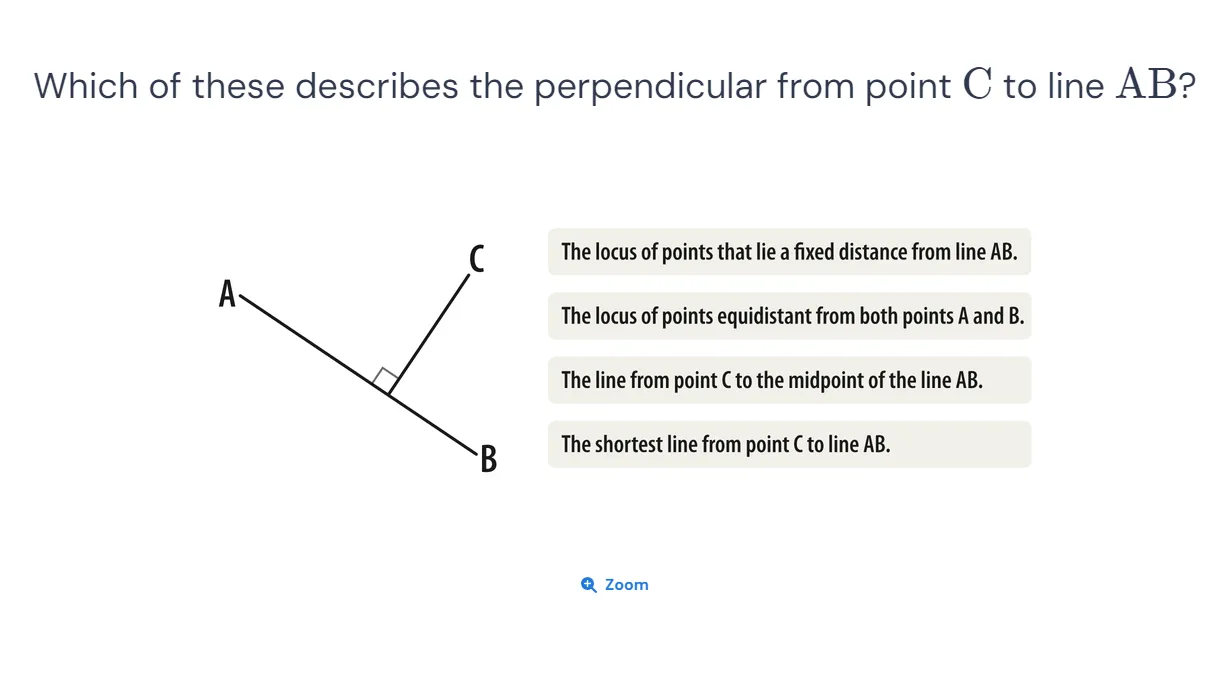 Which of these describes the perpendicular from point C to line AB?
C
A
B
The locus of points that lie a fixed distance from line AB.
The locus of points equidistant from both points A and B.
The line from point C to the midpoint of the line AB.
The shortest line from point C to line AB.
Zoom